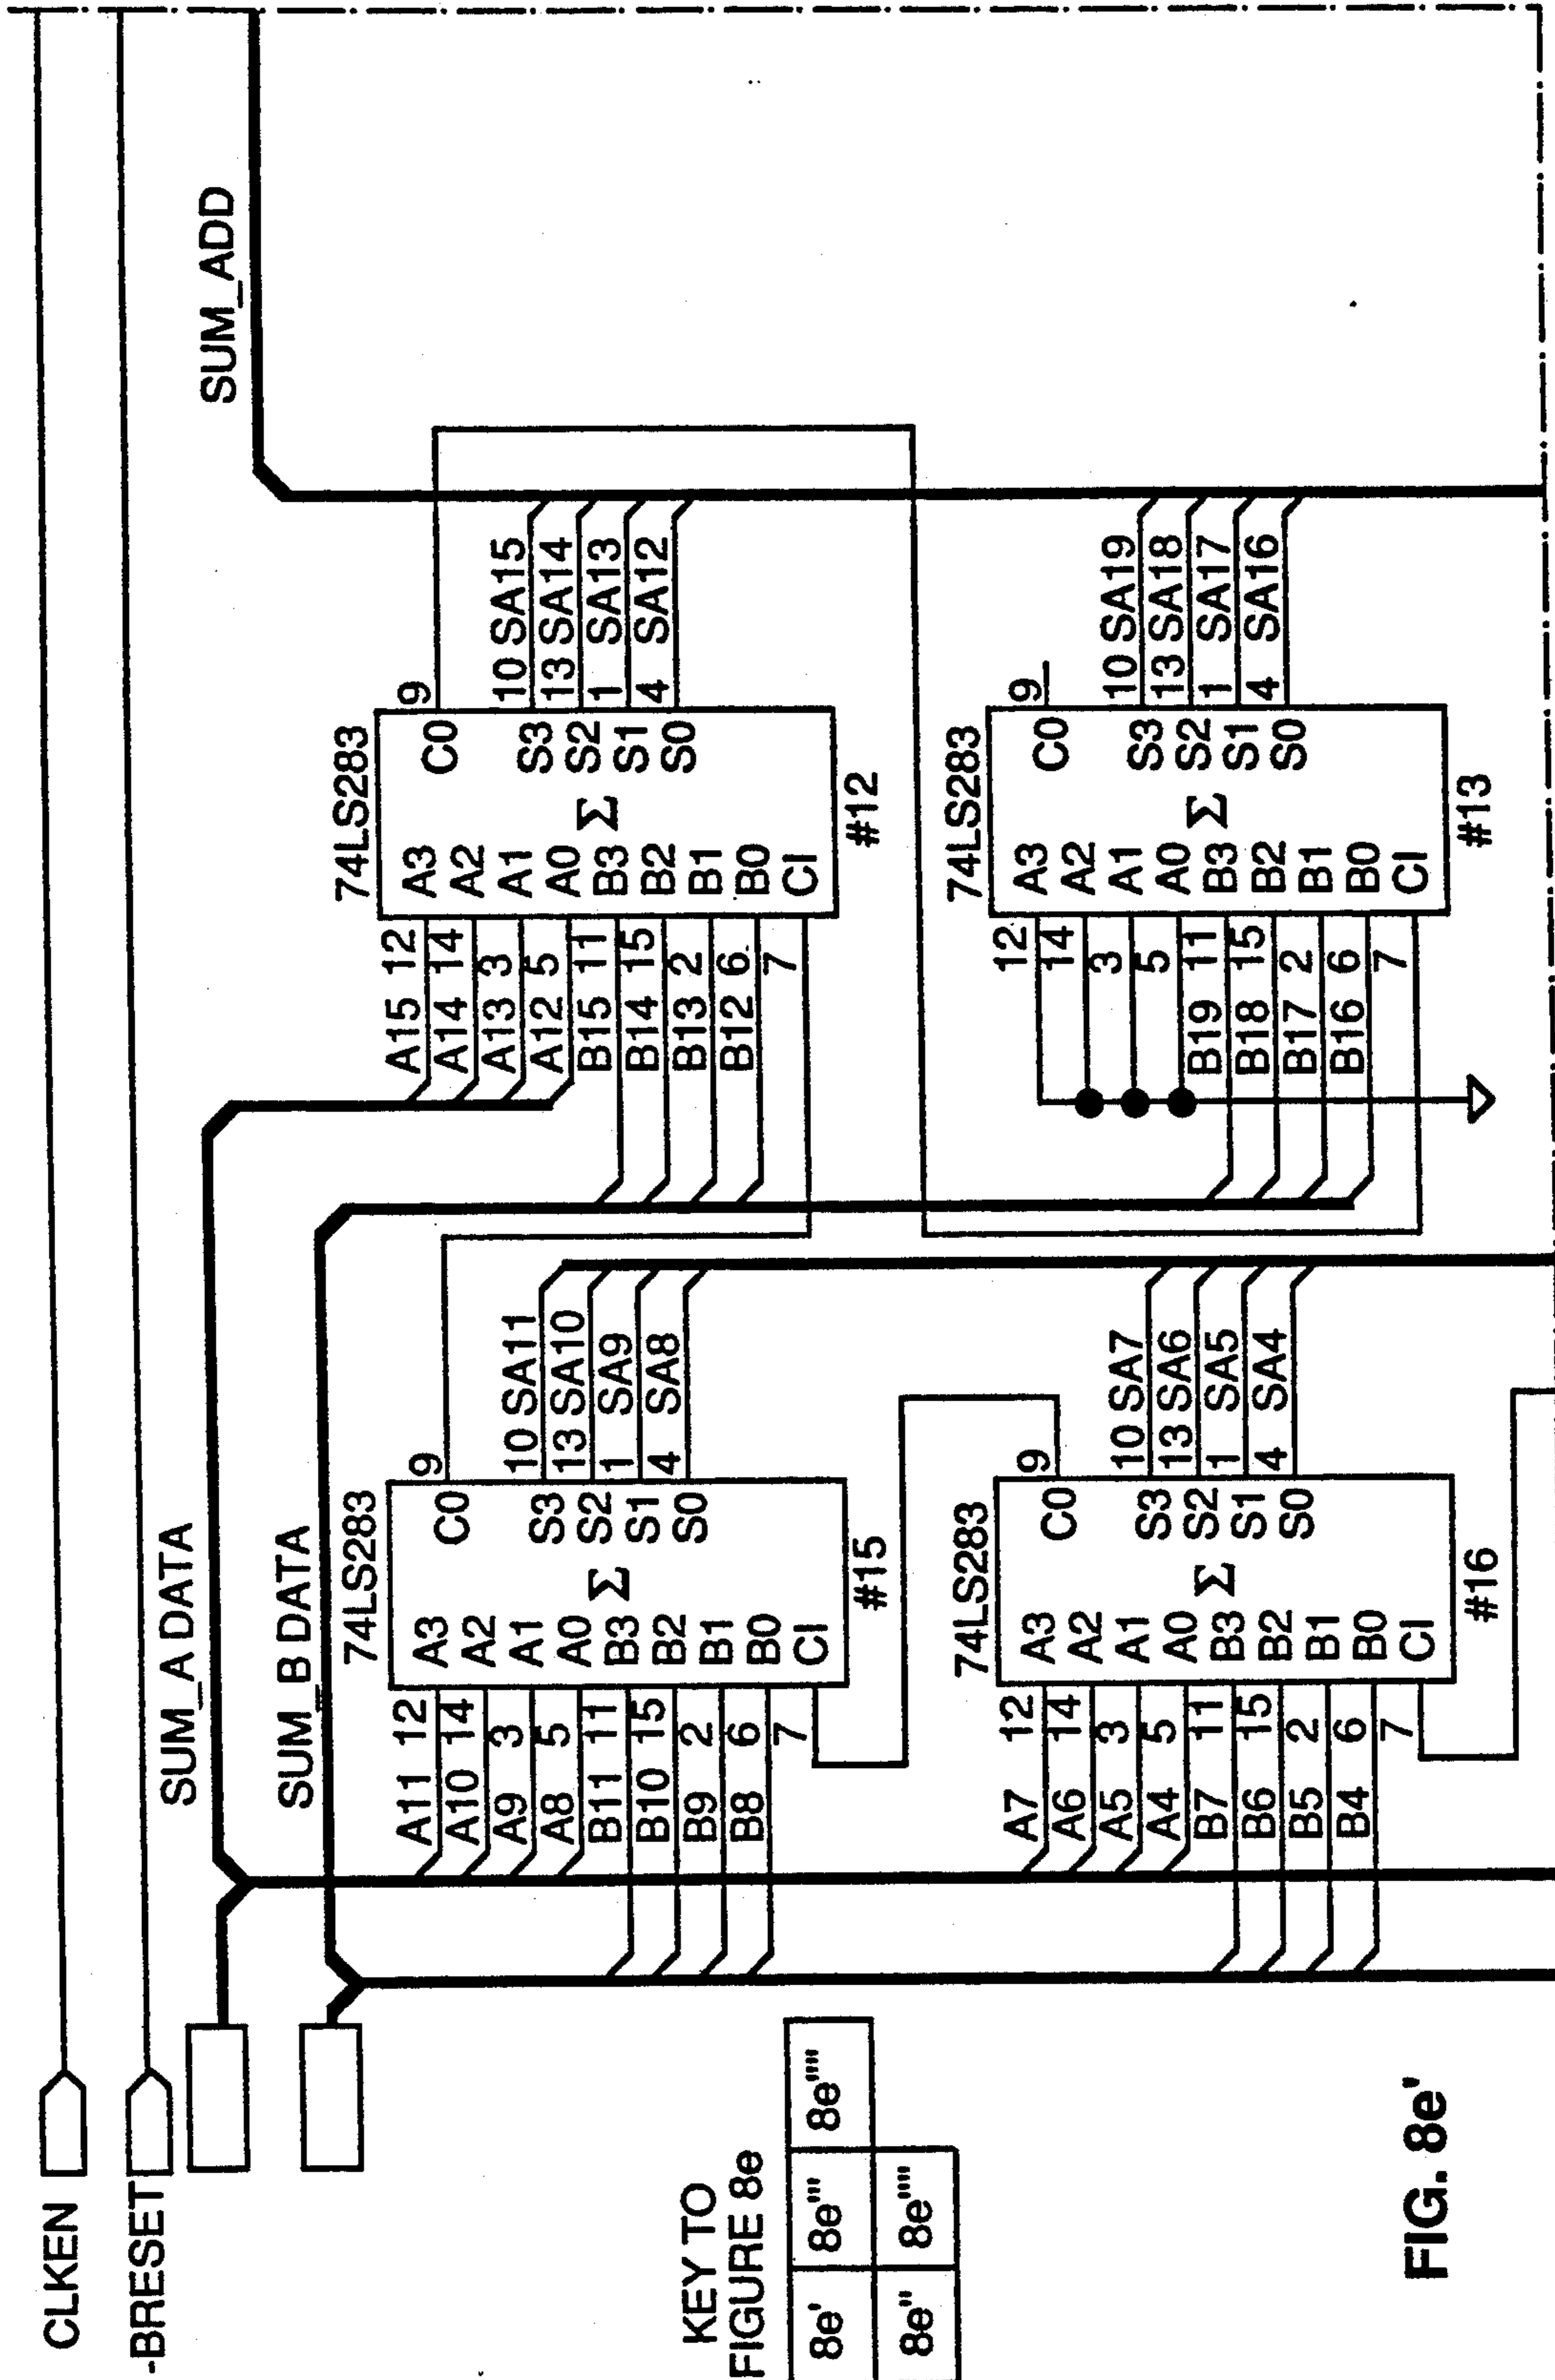 CLKEN
-BRESET
SUM_A DATA
SUM_B DATA
SUM_ADD
74LS283
A11 12 A3
A10 14 A2
A9 3 A1
A8 5 A0
B11 11 B3
B10 15 B2
B9 2 B1
B8 6 B0
7 CI
Σ
C0 9
S3 10 SA11
S2 13 SA10
S1 1 SA9
S0 4 SA8
#15
74LS283
A15 12 A3
A14 14 A2
A13 3 A1
A12 5 A0
B15 11 B3
B14 15 B2
B13 2 B1
B12 6 B0
7 CI
Σ
C0 9
S3 10 SA15
S2 13 SA14
S1 1 SA13
S0 4 SA12
#12
74LS283
A7 12 A3
A6 14 A2
A5 3 A1
A4 5 A0
B7 11 B3
B6 15 B2
B5 2 B1
B4 6 B0
7 CI
Σ
C0 9
S3 10 SA7
S2 13 SA6
S1 1 SA5
S0 4 SA4
#16
74LS283
12 A3
14 A2
3 A1
5 A0
B19 11 B3
B18 15 B2
B17 2 B1
B16 6 B0
7 CI
Σ
C0 9
S3 10 SA19
S2 13 SA18
S1 1 SA17
S0 4 SA16
#13
KEY TO
FIGURE 8e
8e' 8e''' 8e''''
8e'' 8e''''
FIG. 8e'